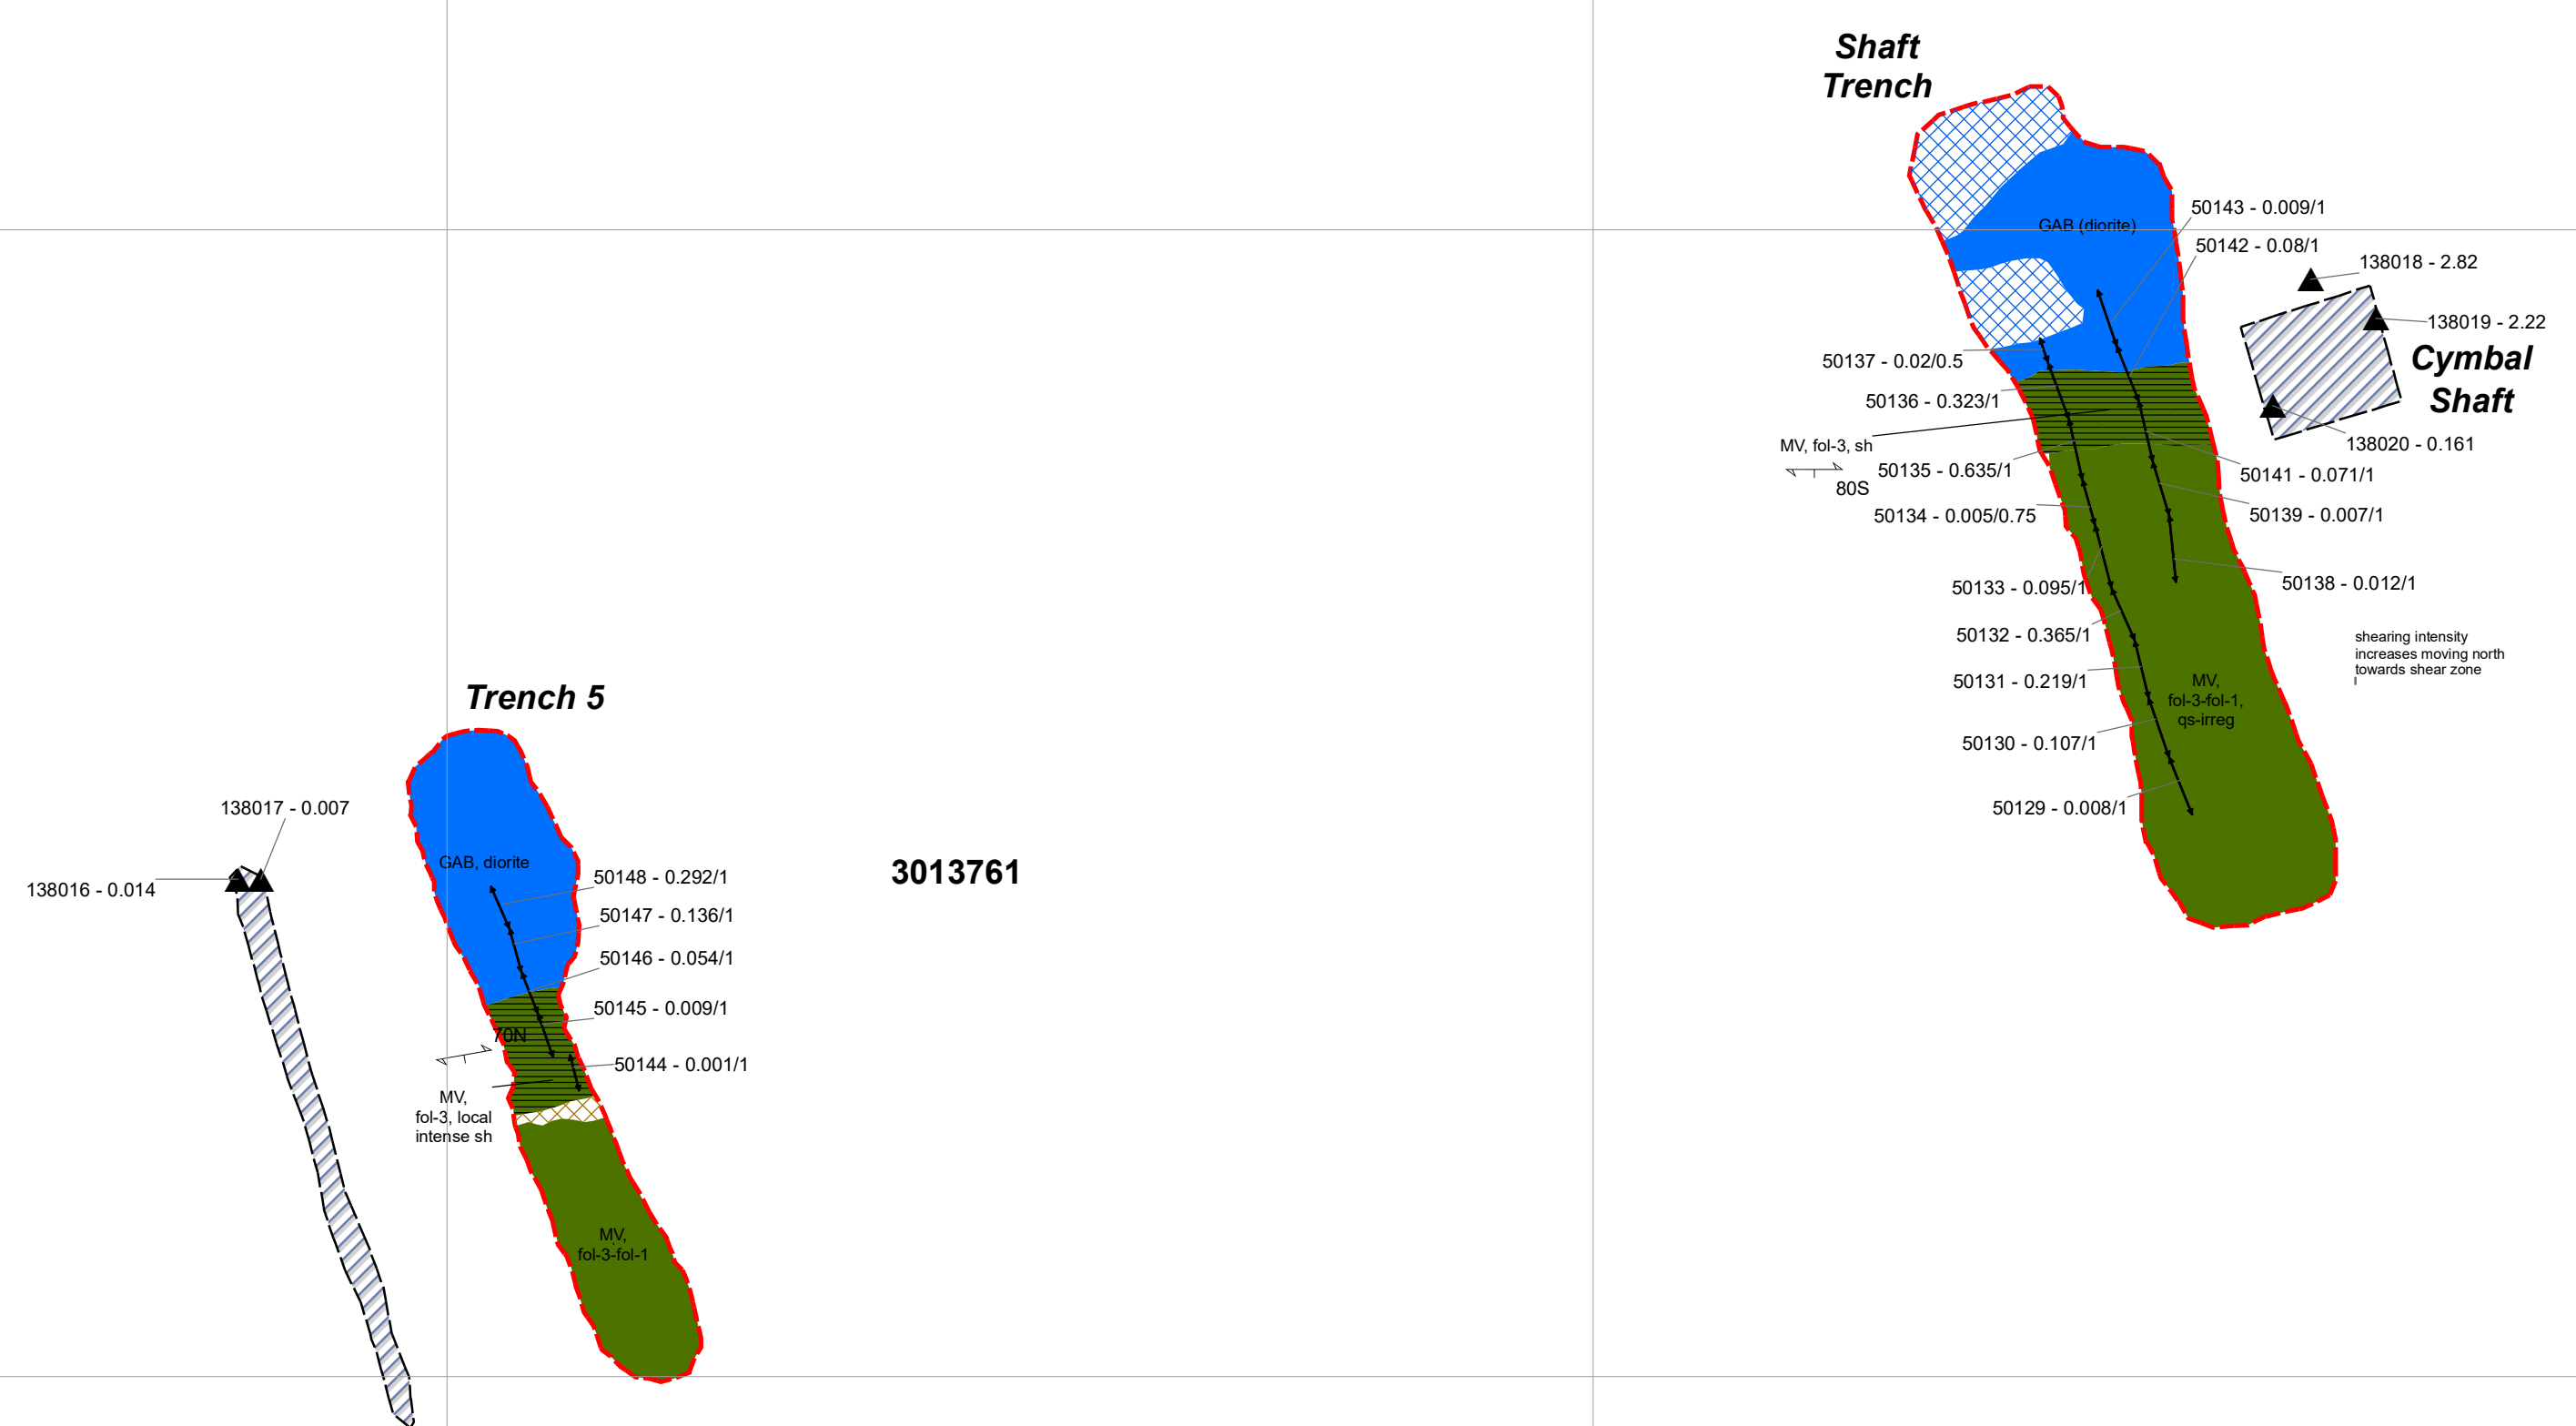 Shaft
Trench
GAB (diorite)
50143 - 0.009/1
50142 - 0.08/1
138018 - 2.82
138019 - 2.22
Cymbal
Shaft
138020 - 0.161
50137 - 0.02/0.5
50136 - 0.323/1
MV, fol-3, sh
80S
50135 - 0.635/1
50134 - 0.005/0.75
50141 - 0.071/1
50139 - 0.007/1
50138 - 0.012/1
50133 - 0.095/1
50132 - 0.365/1
50131 - 0.219/1
50130 - 0.107/1
50129 - 0.008/1
shearing intensity
increases moving north
towards shear zone
MV,
fol-3-fol-1,
qs-irreg
Trench 5
138017 - 0.007
138016 - 0.014
GAB, diorite
50148 - 0.292/1
50147 - 0.136/1
50146 - 0.054/1
50145 - 0.009/1
50144 - 0.001/1
70N
MV,
fol-3, local
intense sh
MV,
fol-3-fol-1
3013761